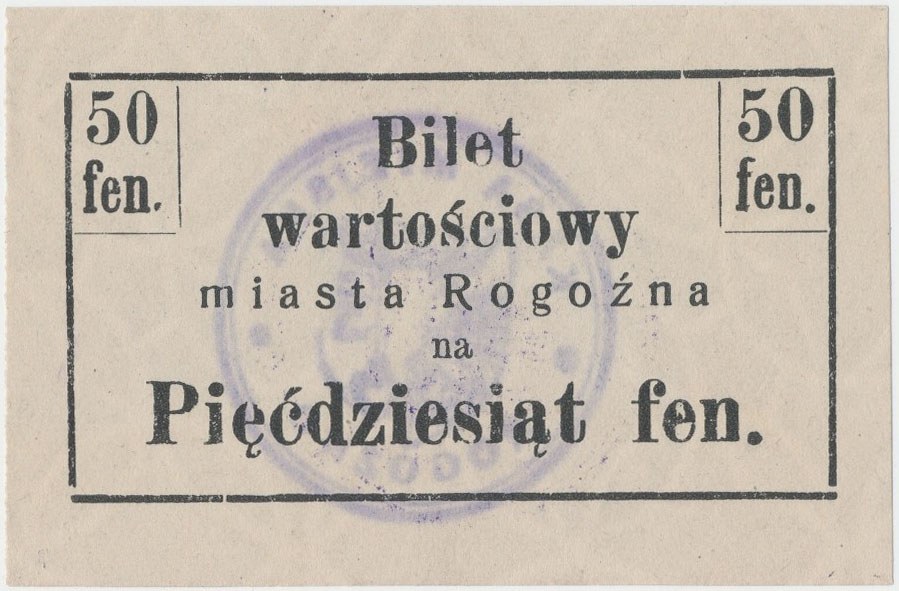 50
fen.
50
fen.
Bilet
wartościowy
miasta Rogoźna
na
Pięćdziesiąt fen.